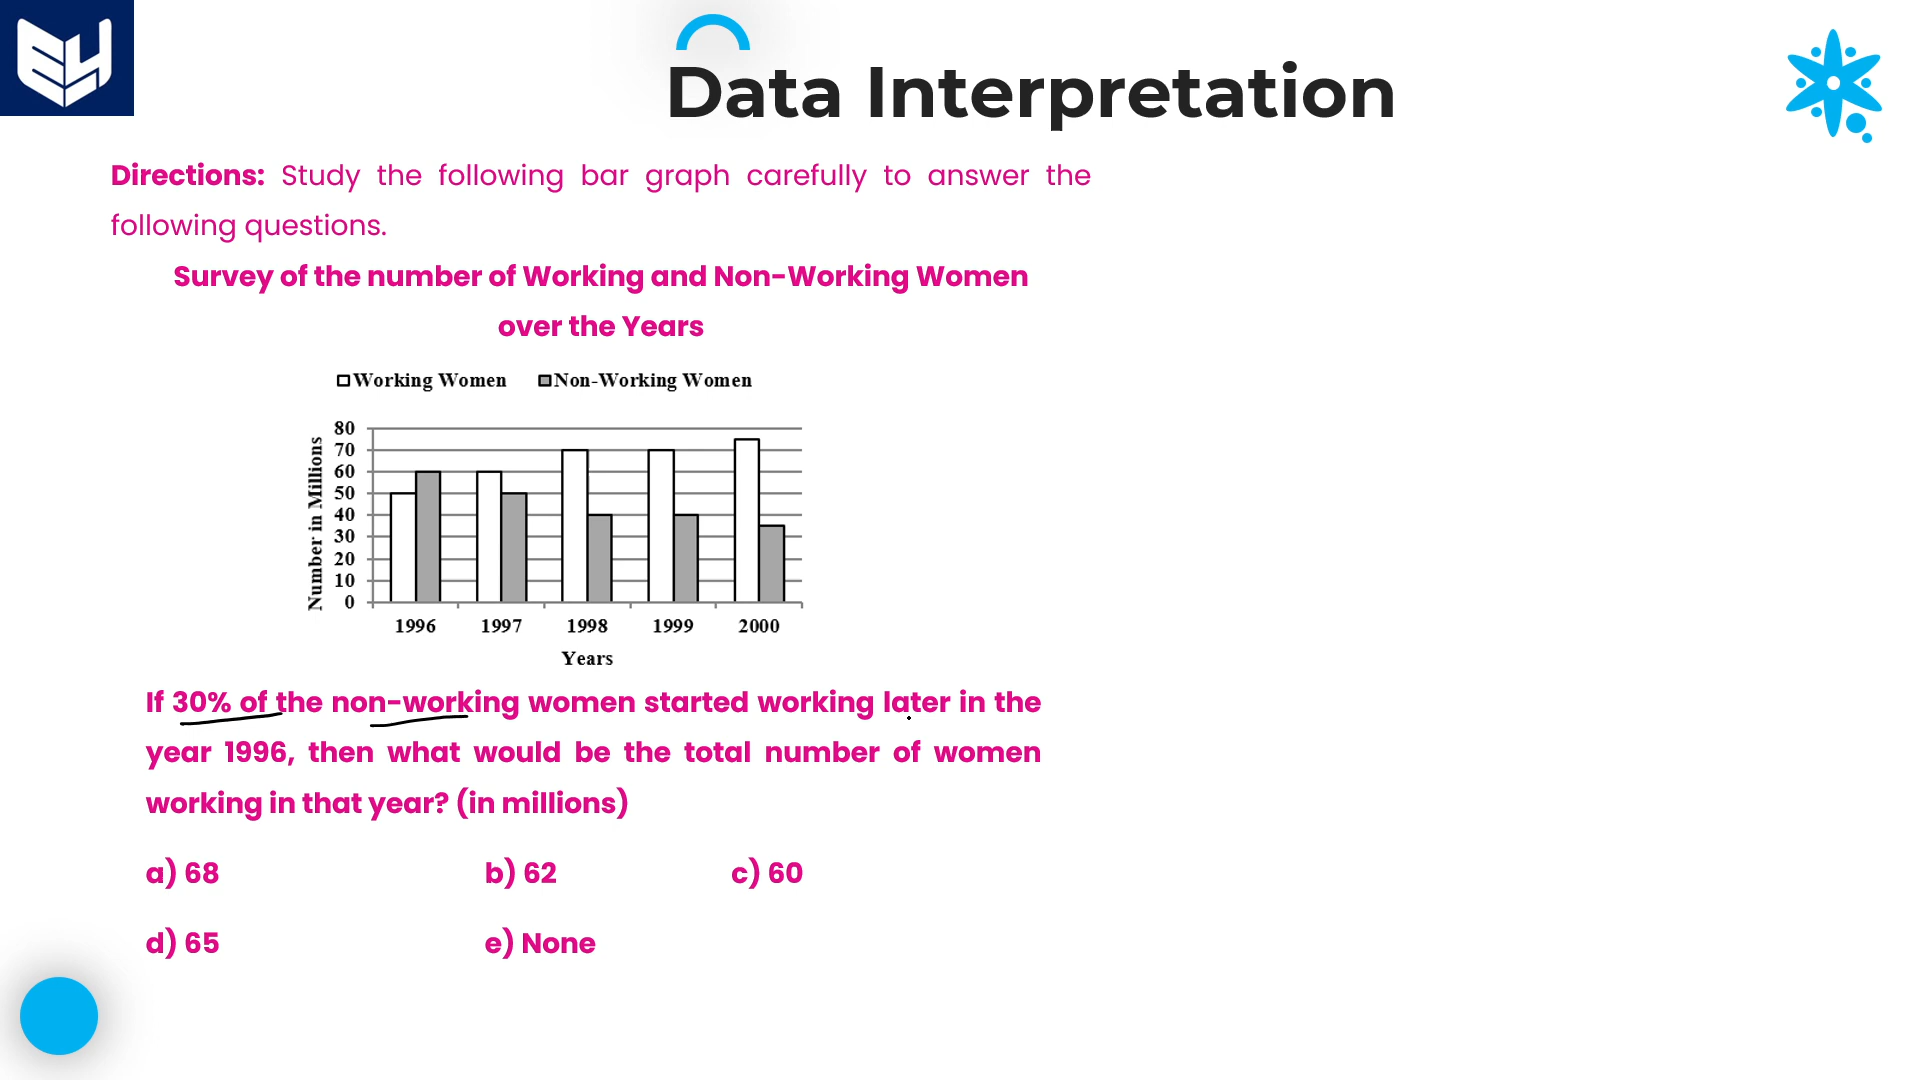 Data Interpretation
Directions: Study the following bar graph carefully to answer the
following questions.
Survey of the number of Working and Non-Working Women
over the Years
Working Women Non-Working Women
Number in Millions
80
70
60
50
40
30
20
10
0
1996 1997 1998 1999 2000
Years
If 30% of the non-working women started working later in the
year 1996, then what would be the total number of women
working in that year? (in millions)
a) 68 b) 62 c) 60
d) 65 e) None